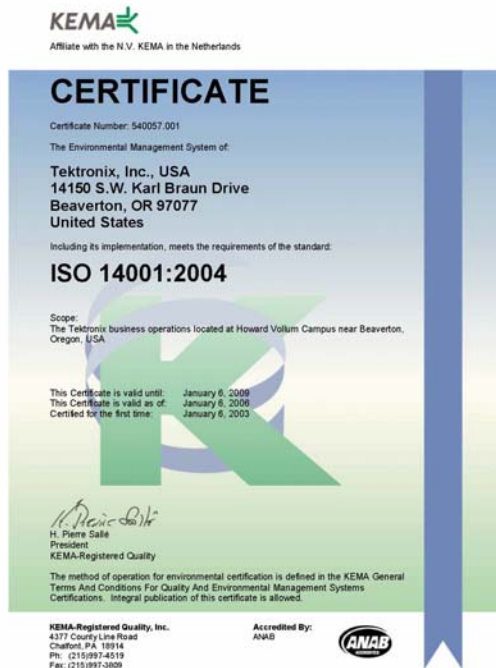 KEMA
Affiliate with the N.V. KEMA in the Netherlands
CERTIFICATE
Certificate Number: 540057.001
The Environmental Management System of:
Tektronix, Inc., USA
14150 S.W. Karl Braun Drive
Beaverton, OR 97077
United States
Including its implementation, meets the requirements of the standard:
ISO 14001:2004
Scope:
The Tektronix business operations located at Howard Vollum Campus near Beaverton,
Oregon, USA
This Certificate is valid until: January 6, 2009
This Certificate is valid as of: January 6, 2006
Certified for the first time: January 6, 2003
H. Pierre Sallé
H. Pierre Sallé
President
KEMA-Registered Quality
The method of operation for environmental certification is defined in the KEMA General
Terms And Conditions For Quality And Environmental Management Systems
Certifications. Integral publication of this certificate is allowed.
KEMA-Registered Quality, Inc.
4377 County Line Road
Chalfont, PA 18914
Ph: (215)997-4519
Fax: (215)997-3809
Accredited By:
ANAB
ANAB
ACCREDITED